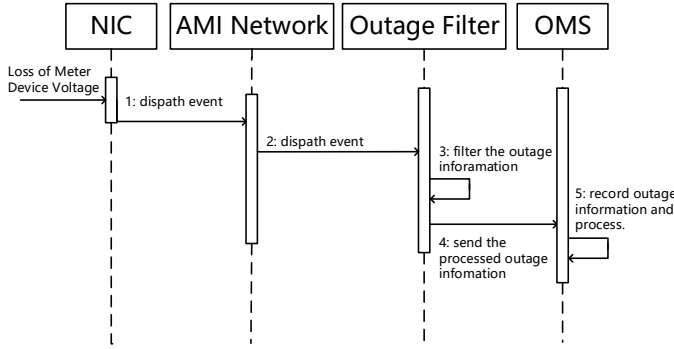 NIC
AMI Network
Outage Filter
OMS
Loss of Meter
Device Voltage
1: dispath event
2: dispath event
3: filter the outage
inforamation
4: send the
processed outage
infomation
5: record outage
information and
process.